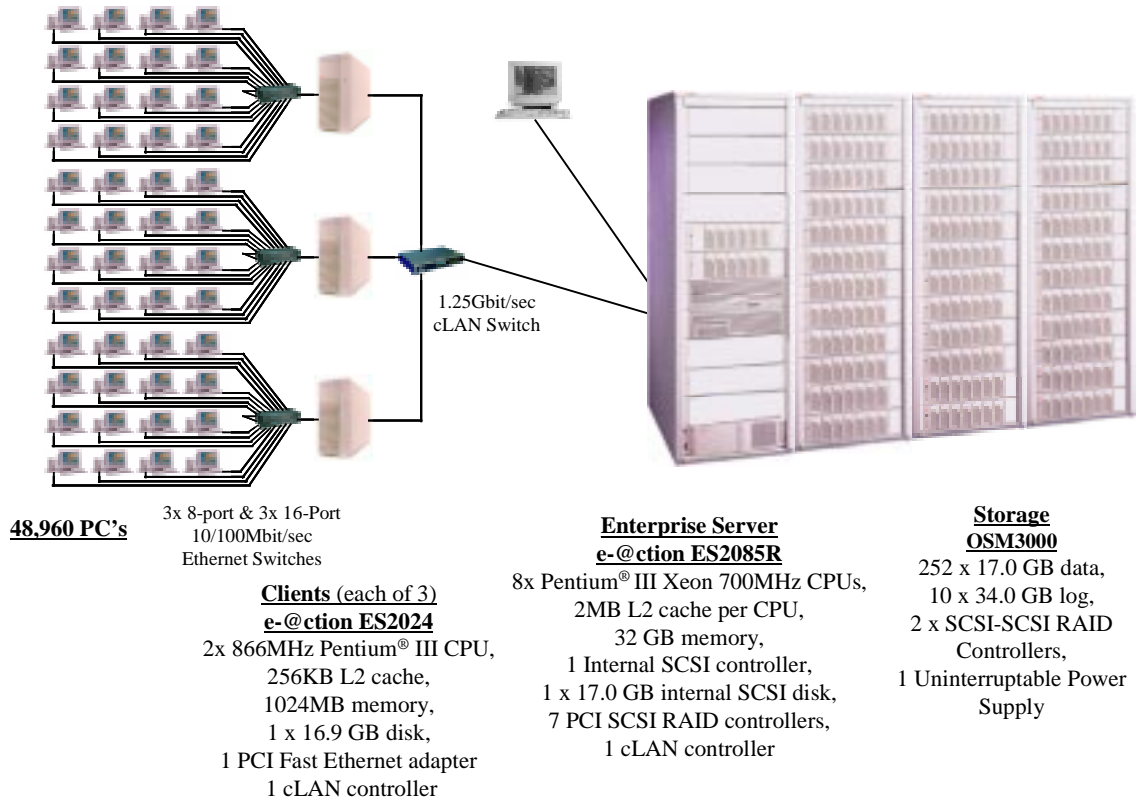 1.25Gbit/sec
cLAN Switch
48,960 PC's
3x 8-port & 3x 16-Port
10/100Mbit/sec
Ethernet Switches
Clients (each of 3)
e-@ction ES2024
2x 866MHz Pentium® III CPU,
256KB L2 cache,
1024MB memory,
1 x 16.9 GB disk,
1 PCI Fast Ethernet adapter
1 cLAN controller
Enterprise Server
e-@ction ES2085R
8x Pentium® III Xeon 700MHz CPUs,
2MB L2 cache per CPU,
32 GB memory,
1 Internal SCSI controller,
1 x 17.0 GB internal SCSI disk,
7 PCI SCSI RAID controllers,
1 cLAN controller
Storage
OSM3000
252 x 17.0 GB data,
10 x 34.0 GB log,
2 x SCSI-SCSI RAID
Controllers,
1 Uninterruptable Power
Supply